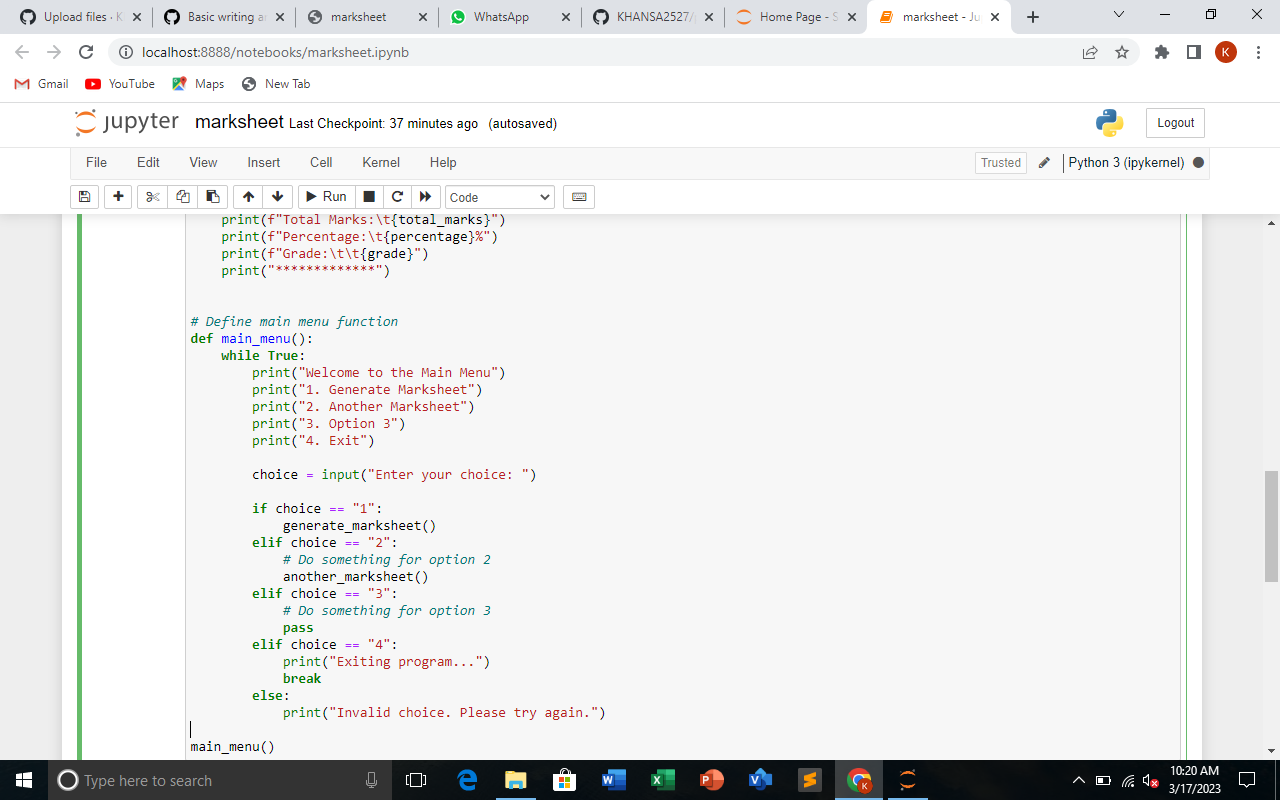 Upload files · K
Basic writing a
marksheet
WhatsApp
KHANSA2527/
Home Page - S
marksheet - Ju
localhost:8888/notebooks/marksheet.ipynb
K
Gmail
YouTube
Maps
New Tab
jupyter marksheet Last Checkpoint: 37 minutes ago (autosaved)
Logout
File Edit View Insert Cell Kernel Help
Trusted
Python 3 (ipykernel)
Run
Code
print(f"Total Marks:\t{total_marks}")
print(f"Percentage:\t{percentage}%")
print(f"Grade:\t\t{grade}")
print("*************")
# Define main menu function
def main_menu():
while True:
print("Welcome to the Main Menu")
print("1. Generate Marksheet")
print("2. Another Marksheet")
print("3. Option 3")
print("4. Exit")
choice = input("Enter your choice: ")
if choice == "1":
generate_marksheet()
elif choice == "2":
# Do something for option 2
another_marksheet()
elif choice == "3":
# Do something for option 3
pass
elif choice == "4":
print("Exiting program...")
break
else:
print("Invalid choice. Please try again.")
main_menu()
Type here to search
10:20 AM
3/17/2023